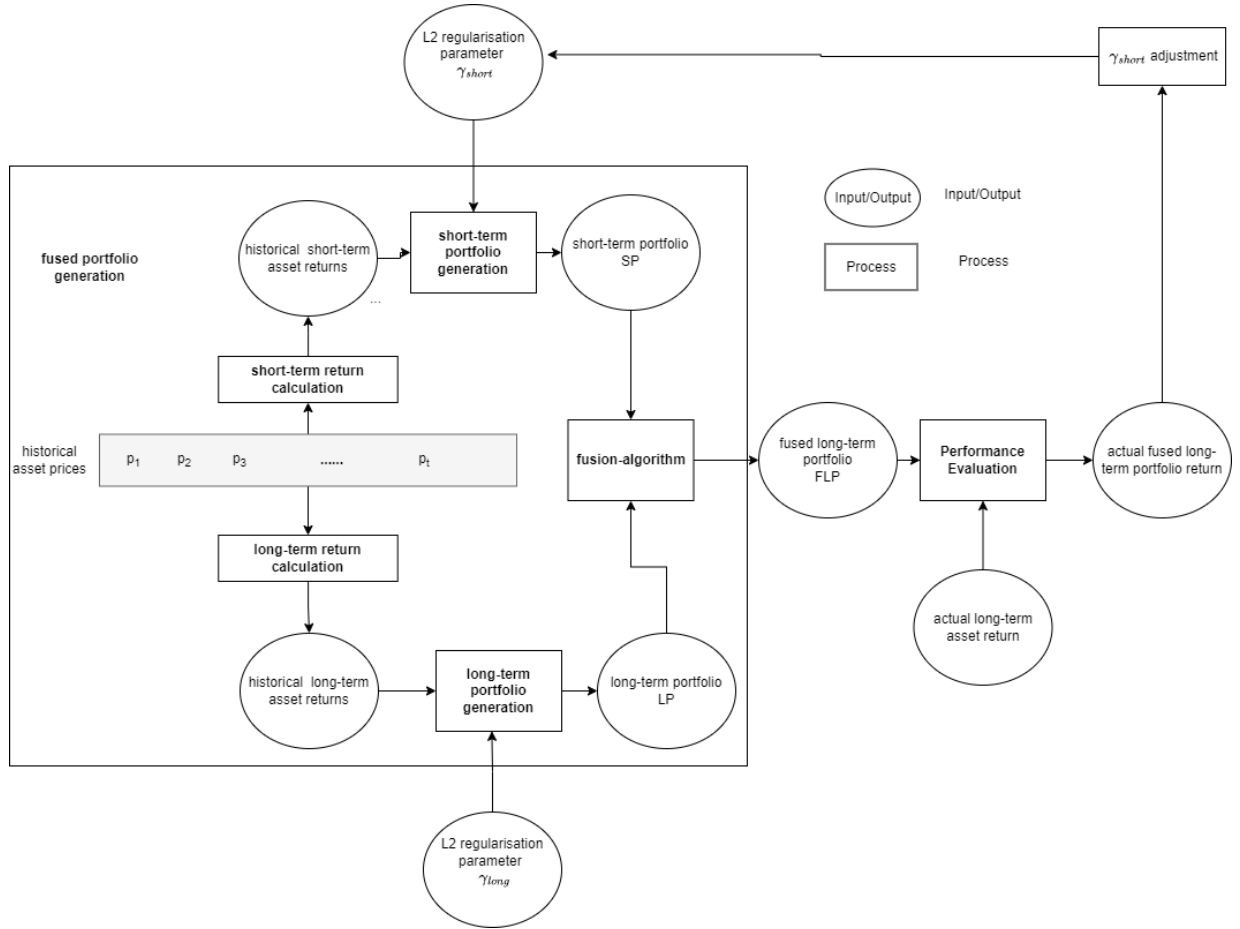 L2 regularisation
parameter
γshort
γshort adjustment
fused portfolio
generation
historical short-term
asset returns
...
short-term
portfolio
generation
short-term portfolio
SP
Input/Output
Input/Output
Process
Process
short-term return
calculation
historical
asset prices
p1 p2 p3 ...... pt
long-term return
calculation
fusion-algorithm
fused long-term
portfolio
FLP
Performance
Evaluation
actual fused long-
term portfolio return
actual long-term
asset return
historical long-term
asset returns
long-term
portfolio
generation
long-term portfolio
LP
L2 regularisation
parameter
γlong